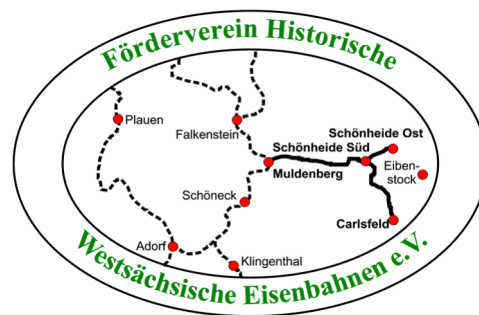 Förderverein Historische
Plauen
Falkenstein
Schönheide Ost
Schönheide Süd
Muldenberg
Eiben-
stock
Schöneck
Carlsfeld
Adorf
Klingenthal
Westsächsische Eisenbahnen e.V.